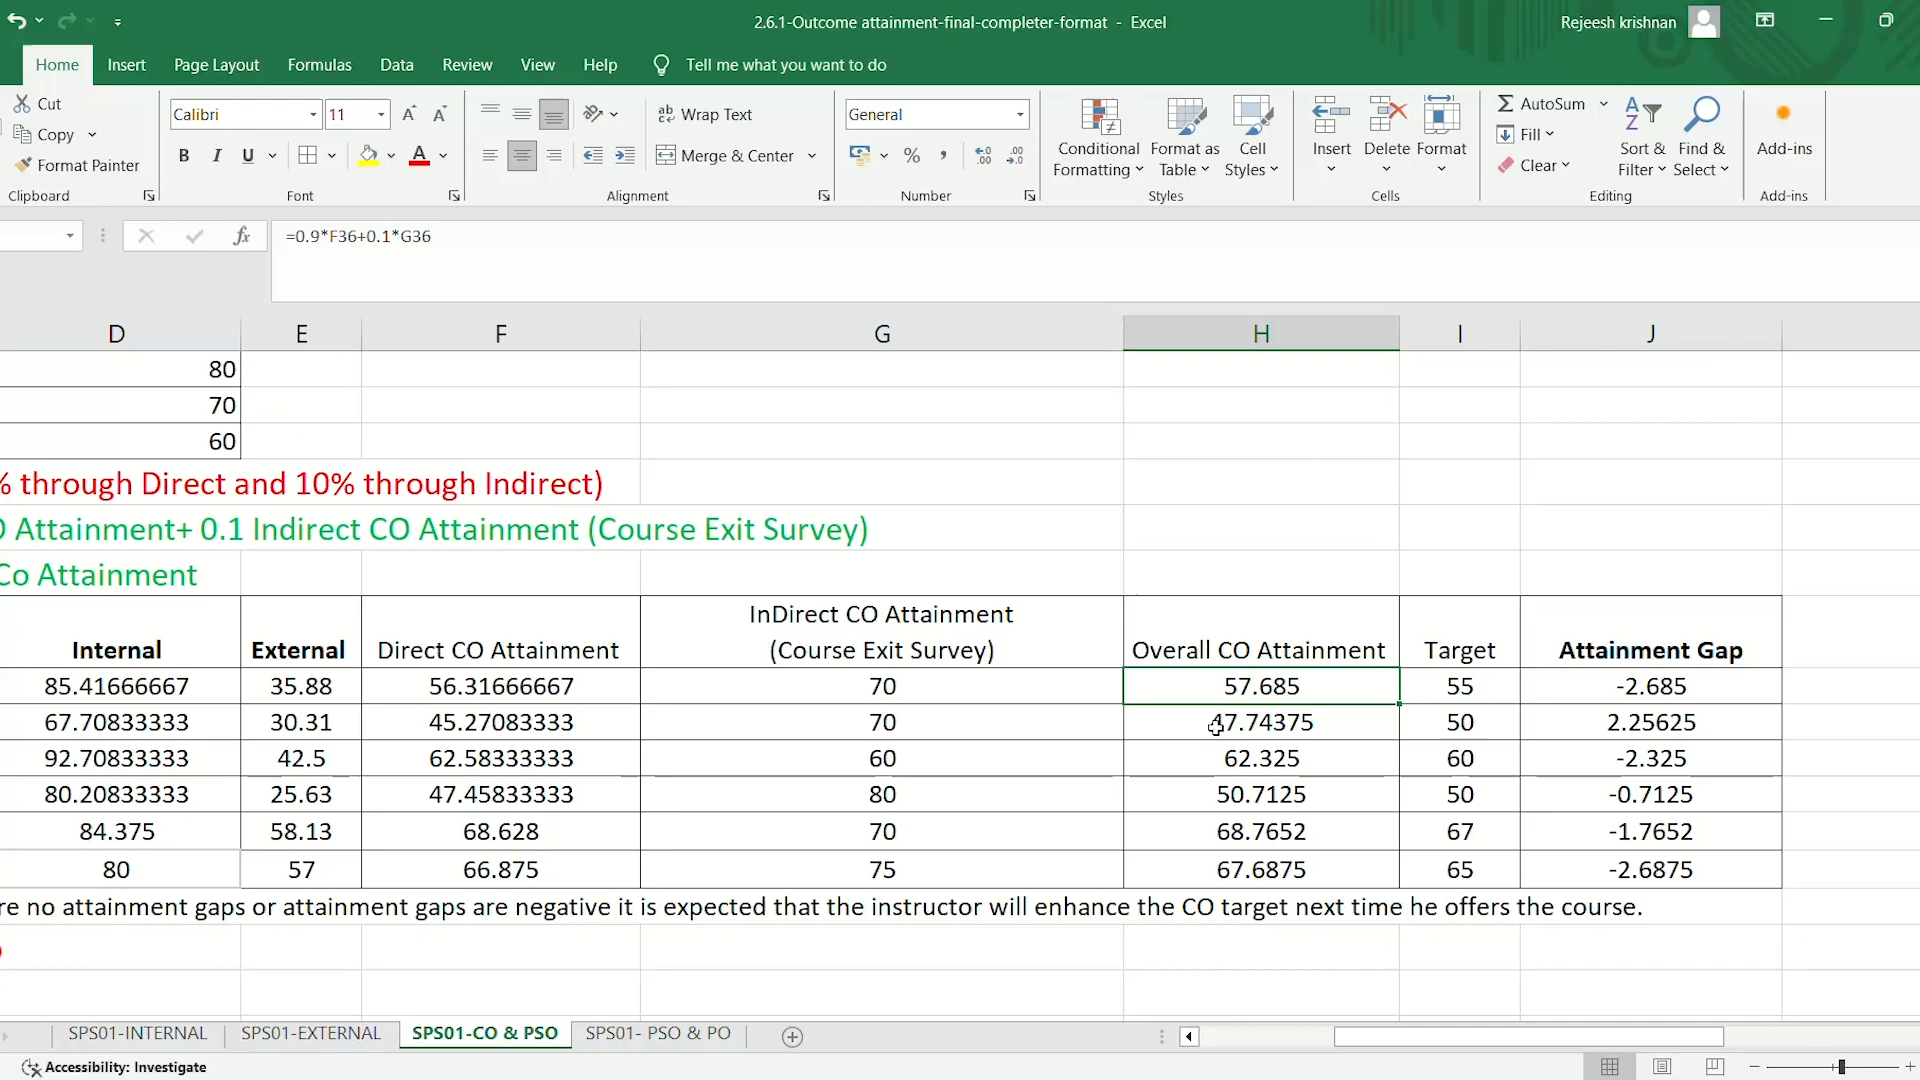 2.6.1-Outcome attainment-final-completer-format - Excel
Rejeesh krishnan
Home Insert Page Layout Formulas Data Review View Help Tell me what you want to do
Cut
Copy
Format Painter
Clipboard
Calibri 11
B I U
Font
Wrap Text
Merge & Center
Alignment
General
Number
Conditional Formatting
Format as Table
Cell Styles
Styles
Insert Delete Format
Cells
AutoSum
Fill
Clear
Sort & Filter
Find & Select
Editing
Add-ins
Add-ins
fx =0.9*F36+0.1*G36
D E F G H I J
80
70
60
% through Direct and 10% through Indirect)
Attainment+ 0.1 Indirect CO Attainment (Course Exit Survey)
Co Attainment
Internal External Direct CO Attainment InDirect CO Attainment (Course Exit Survey) Overall CO Attainment Target Attainment Gap
85.41666667 35.88 56.31666667 70 57.685 55 -2.685
67.70833333 30.31 45.27083333 70 47.74375 50 2.25625
92.70833333 42.5 62.58333333 60 62.325 60 -2.325
80.20833333 25.63 47.45833333 80 50.7125 50 -0.7125
84.375 58.13 68.628 70 68.7652 67 -1.7652
80 57 66.875 75 67.6875 65 -2.6875
re no attainment gaps or attainment gaps are negative it is expected that the instructor will enhance the CO target next time he offers the course.
SPS01-INTERNAL SPS01-EXTERNAL SPS01-CO & PSO SPS01- PSO & PO
Accessibility: Investigate